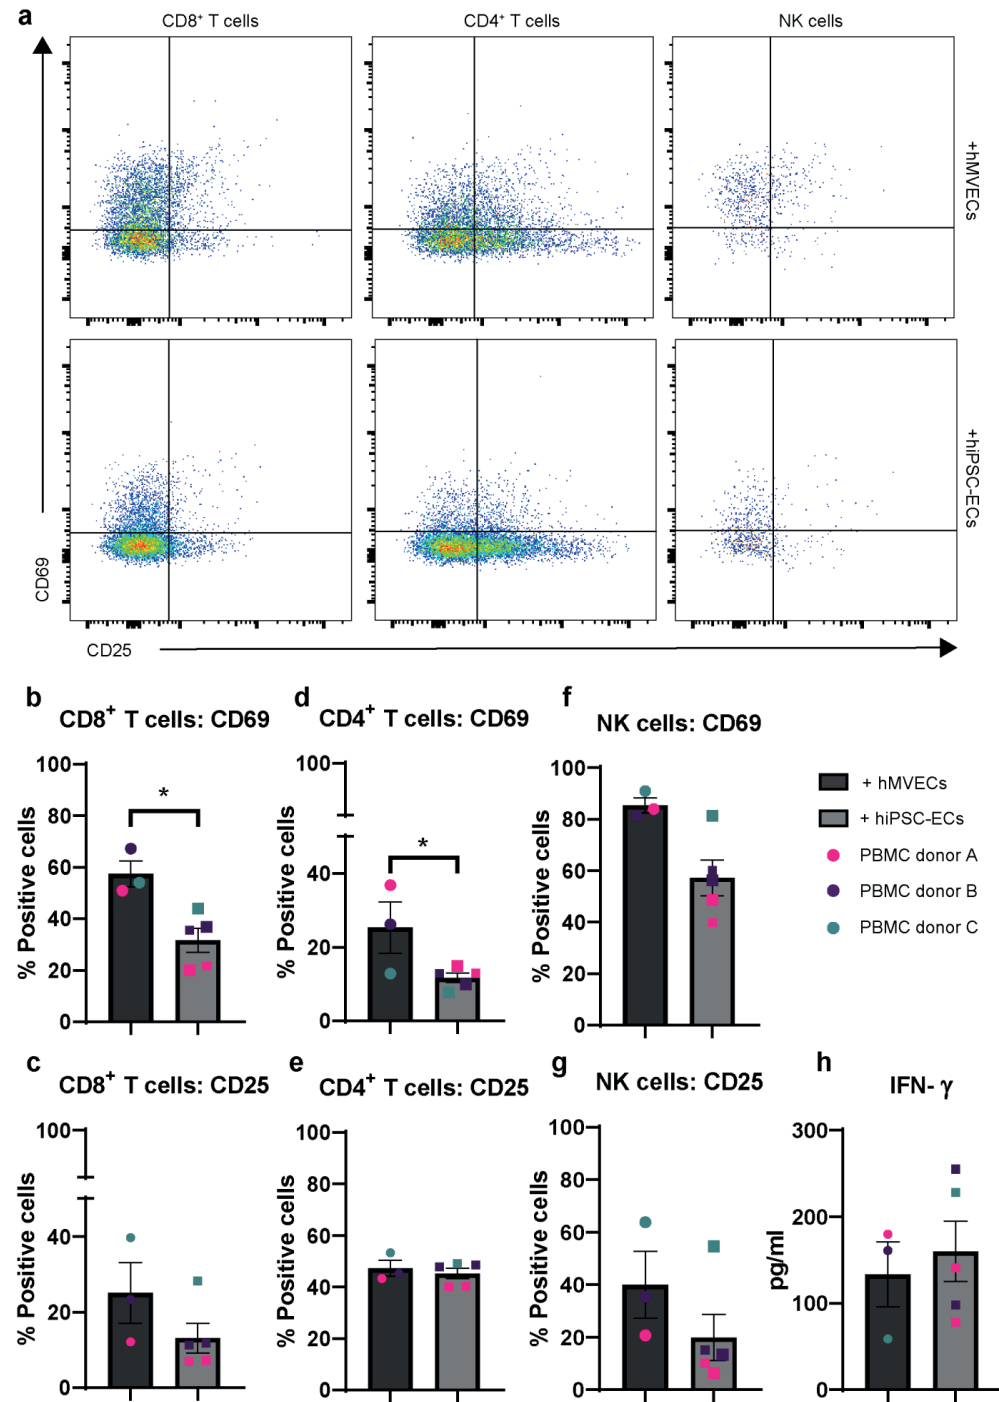 a
CD8⁺ T cells
CD4⁺ T cells
NK cells
+hMVECs
+hiPSC-ECs
CD69
CD25
b
CD8⁺ T cells: CD69
% Positive cells
100
80
60
40
20
0
*
d
CD4⁺ T cells: CD69
% Positive cells
100
40
20
0
*
f
NK cells: CD69
% Positive cells
100
80
60
40
20
0
+ hMVECs
+ hiPSC-ECs
PBMC donor A
PBMC donor B
PBMC donor C
c
CD8⁺ T cells: CD25
% Positive cells
100
40
20
0
e
CD4⁺ T cells: CD25
% Positive cells
100
80
60
40
20
0
g
NK cells: CD25
% Positive cells
100
80
60
40
20
0
h
IFN- γ
pg/ml
300
200
100
0